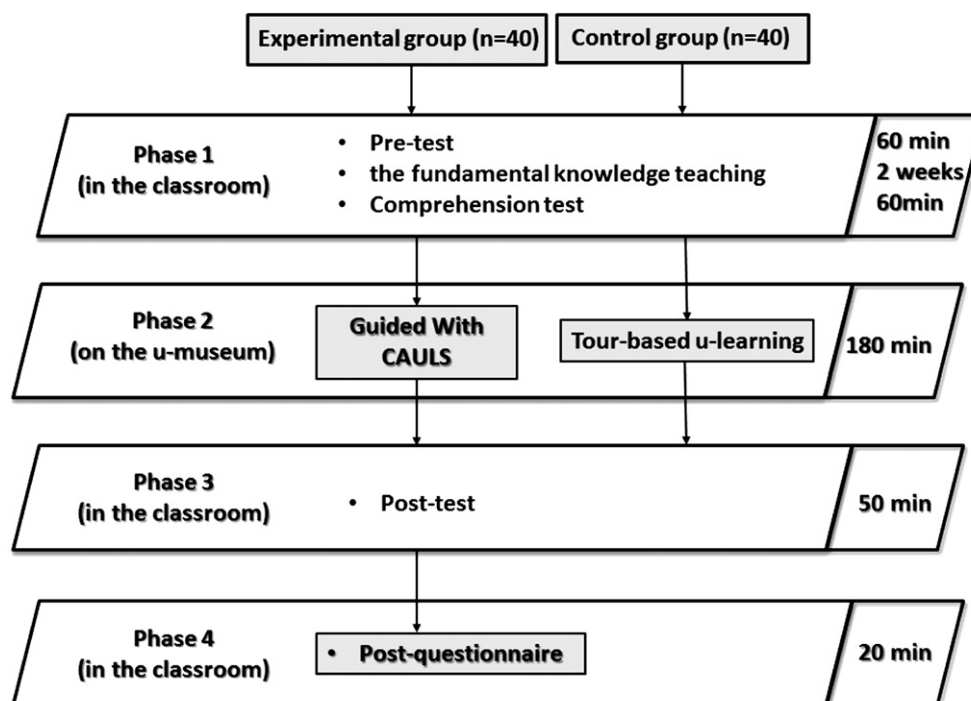 Experimental group (n=40)
Control group (n=40)
Phase 1
(in the classroom)
• Pre-test
• the fundamental knowledge teaching
• Comprehension test
60 min
2 weeks
60min
Phase 2
(on the u-museum)
Guided With
CAULS
Tour-based u-learning
180 min
Phase 3
(in the classroom)
• Post-test
50 min
Phase 4
(in the classroom)
• Post-questionnaire
20 min